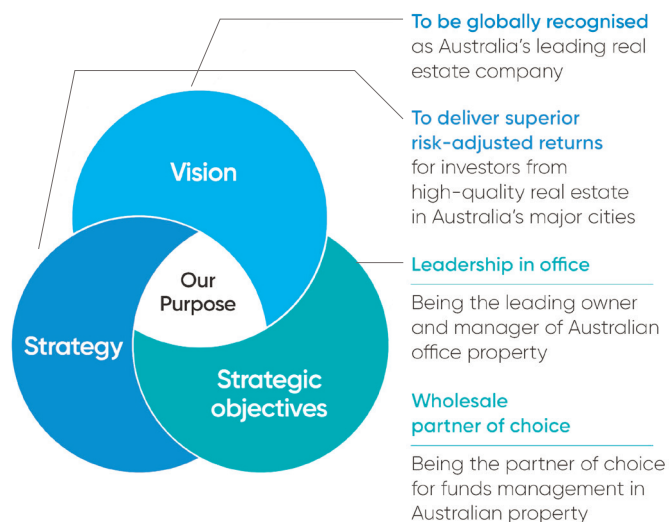 To be globally recognised
as Australia's leading real
estate company
To deliver superior
risk-adjusted returns
for investors from
high-quality real estate
in Australia's major cities
Vision
Our
Purpose
Strategy
Strategic
objectives
Leadership in office
Being the leading owner
and manager of Australian
office property
Wholesale
partner of choice
Being the partner of choice
for funds management in
Australian property